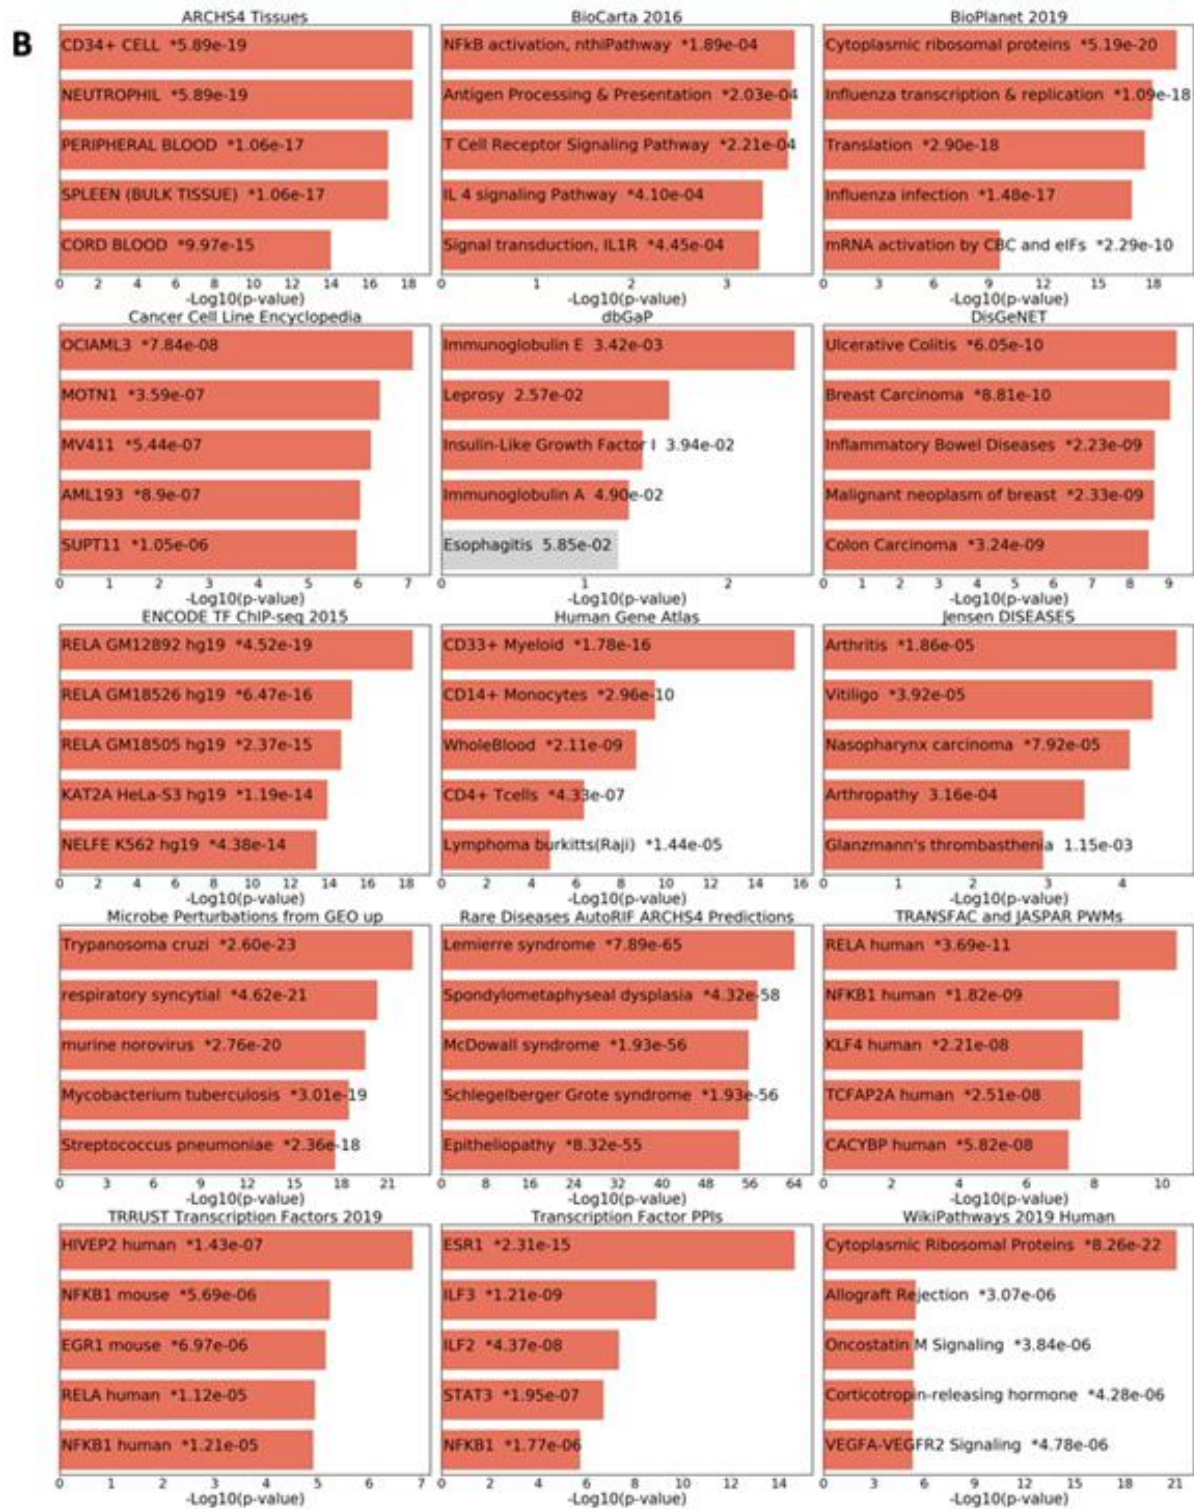 B
ARCHS4 Tissues
CD34+ CELL *5.89e-19
NEUTROPHIL *5.89e-19
PERIPHERAL BLOOD *1.06e-17
SPLEEN (BULK TISSUE) *1.06e-17
CORD BLOOD *9.97e-15
0 2 4 6 8 10 12 14 16 18
-Log10(p-value)
BioCarta 2016
NFkB activation, nthiPathway *1.89e-04
Antigen Processing & Presentation *2.03e-04
T Cell Receptor Signaling Pathway *2.21e-04
IL 4 signaling Pathway *4.10e-04
Signal transduction, IL1R *4.45e-04
0 1 2 3
-Log10(p-value)
BioPlanet 2019
Cytoplasmic ribosomal proteins *5.19e-20
Influenza transcription & replication *1.09e-18
Translation *2.90e-18
Influenza infection *1.48e-17
mRNA activation by CBC and eIFs *2.29e-10
0 3 6 9 12 15 18
-Log10(p-value)
Cancer Cell Line Encyclopedia
OCIAML3 *7.84e-08
MOTN1 *3.59e-07
MV411 *5.44e-07
AML193 *8.9e-07
SUPT11 *1.05e-06
0 1 2 3 4 5 6 7
-Log10(p-value)
dbGaP
Immunoglobulin E 3.42e-03
Leprosy 2.57e-02
Insulin-Like Growth Factor I 3.94e-02
Immunoglobulin A 4.90e-02
Esophagitis 5.85e-02
1 2
-Log10(p-value)
DisGeNET
Ulcerative Colitis *6.05e-10
Breast Carcinoma *8.81e-10
Inflammatory Bowel Diseases *2.23e-09
Malignant neoplasm of breast *2.33e-09
Colon Carcinoma *3.24e-09
0 1 2 3 4 5 6 7 8 9
-Log10(p-value)
ENCODE TF ChIP-seq 2015
RELA GM12892 hg19 *4.52e-19
RELA GM18526 hg19 *6.47e-16
RELA GM18505 hg19 *2.37e-15
KAT2A HeLa-S3 hg19 *1.19e-14
NELFE K562 hg19 *4.38e-14
0 2 4 6 8 10 12 14 16 18
-Log10(p-value)
Human Gene Atlas
CD33+ Myeloid *1.78e-16
CD14+ Monocytes *2.96e-10
WholeBlood *2.11e-09
CD4+ Tcells *4.33e-07
Lymphoma burkitts(Raji) *1.44e-05
0 2 4 6 8 10 12 14 16
-Log10(p-value)
Jensen DISEASES
Arthritis *1.86e-05
Vitiligo *3.92e-05
Nasopharynx carcinoma *7.92e-05
Arthropathy 3.16e-04
Glanzmann's thrombasthenia 1.15e-03
0 1 2 3 4
-Log10(p-value)
Microbe Perturbations from GEO up
Trypanosoma cruzi *2.60e-23
respiratory syncytial *4.62e-21
murine norovirus *2.76e-20
Mycobacterium tuberculosis *3.01e-19
Streptococcus pneumoniae *2.36e-18
0 3 6 9 12 15 18 21
-Log10(p-value)
Rare Diseases AutoRIF ARCHS4 Predictions
Lemierre syndrome *7.89e-65
Spondylometaphyseal dysplasia *4.32e-58
McDowall syndrome *1.93e-56
Schlegelberger Grote syndrome *1.93e-56
Epitheliopathy *8.32e-55
0 8 16 24 32 40 48 56 64
-Log10(p-value)
TRANSFAC and JASPAR PWMs
RELA human *3.69e-11
NFKB1 human *1.82e-09
KLF4 human *2.21e-08
TCFAP2A human *2.51e-08
CACYBP human *5.82e-08
0 2 4 6 8 10
-Log10(p-value)
TRRUST Transcription Factors 2019
HIVEP2 human *1.43e-07
NFKB1 mouse *5.69e-06
EGR1 mouse *6.97e-06
RELA human *1.12e-05
NFKB1 human *1.21e-05
0 1 2 3 4 5 6 7
-Log10(p-value)
Transcription Factor PPIs
ESR1 *2.31e-15
ILF3 *1.21e-09
ILF2 *4.37e-08
STAT3 *1.95e-07
NFKB1 *1.77e-06
0 2 4 6 8 10 12 14
-Log10(p-value)
WikiPathways 2019 Human
Cytoplasmic Ribosomal Proteins *8.26e-22
Allograft Rejection *3.07e-06
Oncostatin M Signaling *3.84e-06
Corticotropin-releasing hormone *4.28e-06
VEGFA-VEGFR2 Signaling *4.78e-06
3 6 9 12 15 18 21
-Log10(p-value)